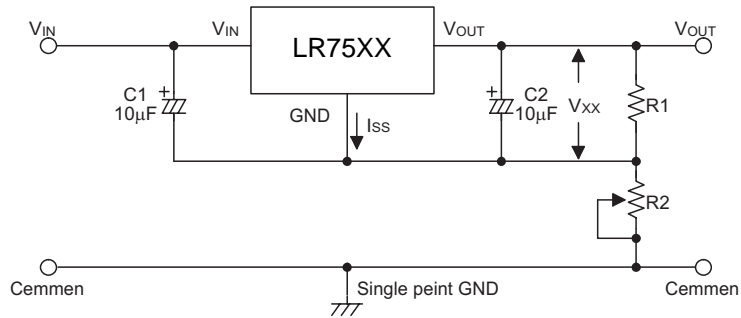 VIN VIN LR75XX VOUT VOUT
C1
10μF
GND
ISS
C2
10μF
VXX
R1
R2
Cemmen
Single peint GND
Cemmen